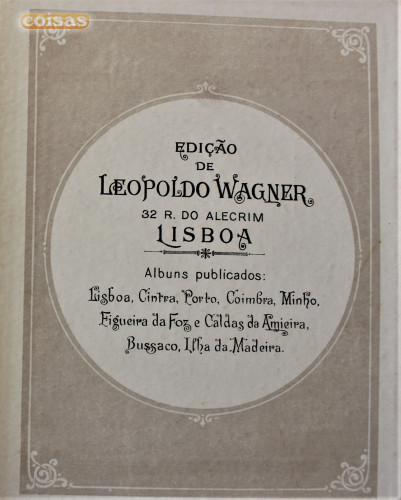 coisas
EDIÇÃO
DE
LEOPOLDO WAGNER
32 R. DO ALECRIM
LISBOA
Albuns publicados:
Lisboa, Cintra, Porto, Coimbra, Minho,
Figueira da Foz e Caldas da Amieira,
Bussaco, Ilha da Madeira.